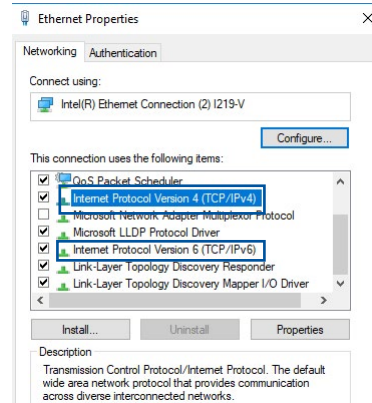 Ethernet Properties
Networking Authentication
Connect using:
Intel(R) Ethernet Connection (2) I219-V
Configure...
This connection uses the following items:
QoS Packet Scheduler
Internet Protocol Version 4 (TCP/IPv4)
Microsoft Network Adapter Multiplexor Protocol
Microsoft LLDP Protocol Driver
Internet Protocol Version 6 (TCP/IPv6)
Link-Layer Topology Discovery Responder
Link-Layer Topology Discovery Mapper I/O Driver
Install... Uninstall Properties
Description
Transmission Control Protocol/Internet Protocol. The default
wide area network protocol that provides communication
across diverse interconnected networks.